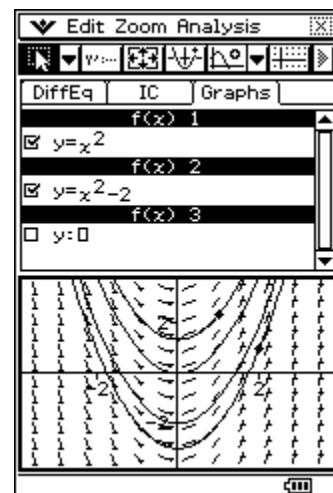 Edit Zoom Analysis
DiffEq IC Graphs
f(x) 1
y=x²
f(x) 2
y=x²-2
f(x) 3
y:□
2
-2 2
-2